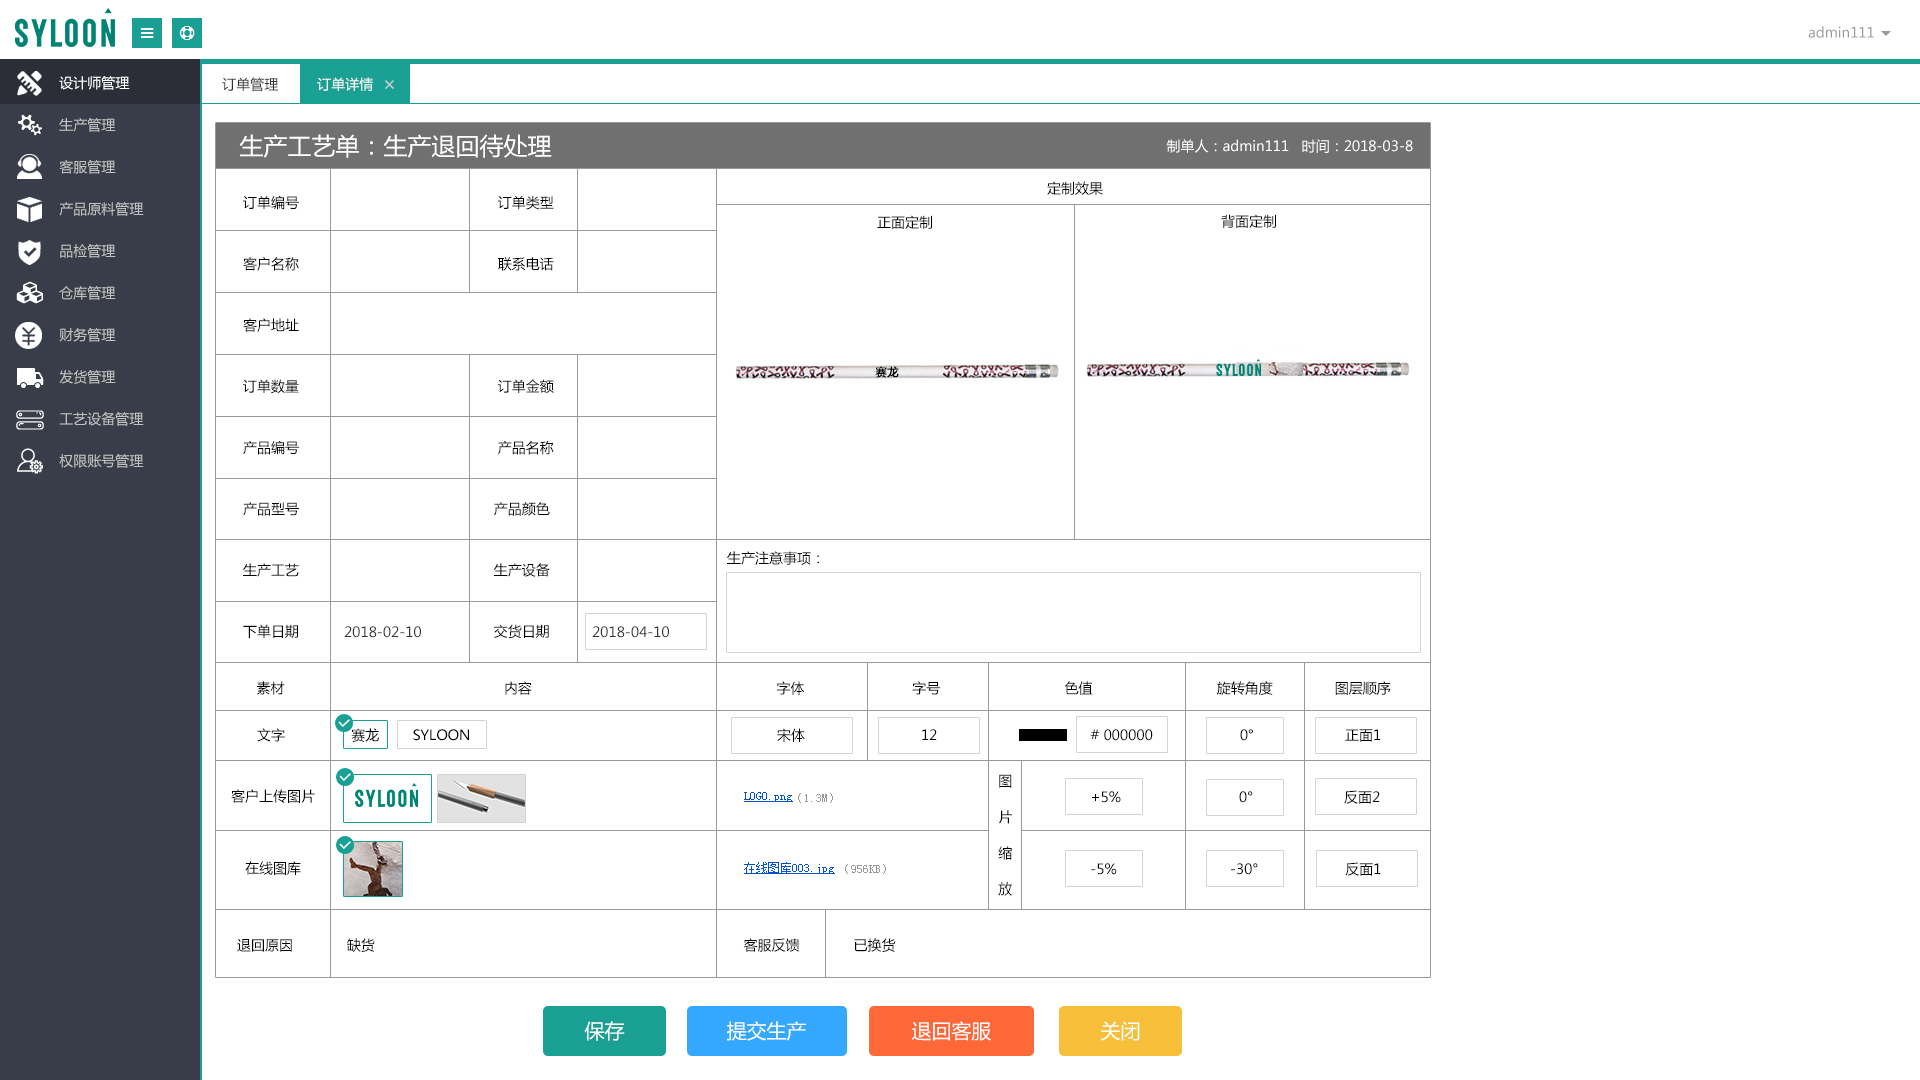 SYLOON
admin111
设计师管理
生产管理
客服管理
产品原料管理
品检管理
仓库管理
财务管理
发货管理
工艺设备管理
权限账号管理
订单管理
订单详情
生产工艺单：生产退回待处理
制单人：admin111 时间：2018-03-8
订单编号
订单类型
定制效果
正面定制
背面定制
客户名称
联系电话
客户地址
赛龙
SYLOON
订单数量
订单金额
产品编号
产品名称
产品型号
产品颜色
生产工艺
生产设备
生产注意事项：
下单日期
2018-02-10
交货日期
2018-04-10
素材
内容
字体
字号
色值
旋转角度
图层顺序
文字
赛龙
SYLOON
宋体
12
# 000000
0°
正面1
客户上传图片
SYLOON
LOGO.png（1.3M）
图片缩放
+5%
0°
反面2
在线图库
在线图库003.jpg （956KB）
-5%
-30°
反面1
退回原因
缺货
客服反馈
已换货
保存
提交生产
退回客服
关闭